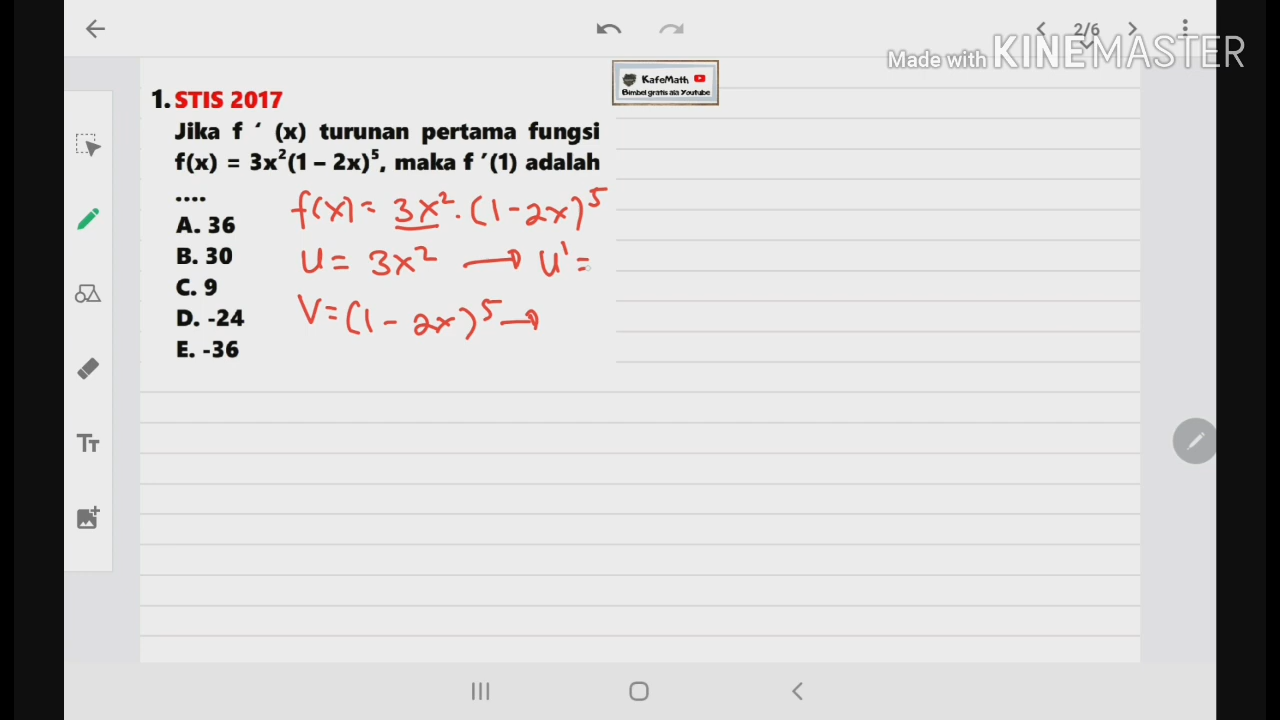 2/6
Made with KINEMASTER
KafeMath
Bimbel gratis ala Youtube
1. STIS 2017
Jika f ‘ (x) turunan pertama fungsi
f(x) = 3x²(1 – 2x)⁵, maka f ’(1) adalah
....
A. 36
B. 30
C. 9
D. -24
E. -36
f(x) = 3x² . (1 - 2x)⁵
U = 3x² → U' =
V = (1 - 2x)⁵ →
Tт